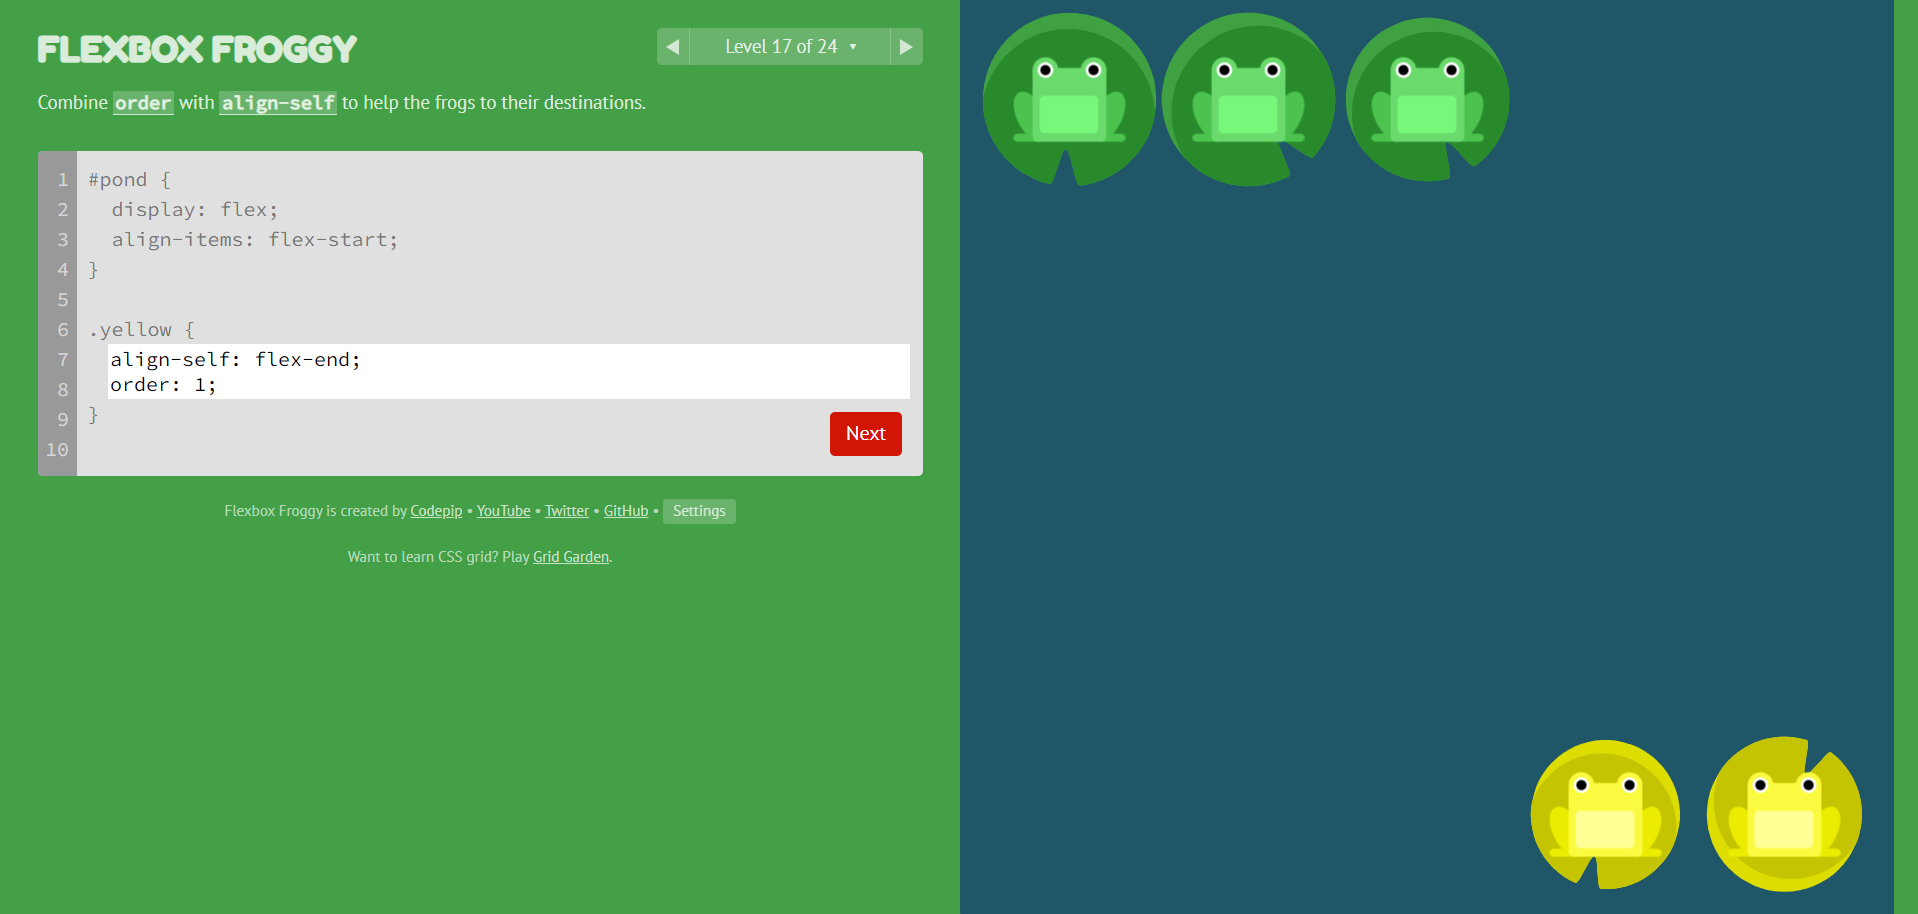 FLEXBOX FROGGY
◀ Level 17 of 24 ▼ ▶
Combine order with align-self to help the frogs to their destinations.
1 #pond {
2 display: flex;
3 align-items: flex-start;
4 }
5
6 .yellow {
7 align-self: flex-end;
8 order: 1;
9 }
10
Next
Flexbox Froggy is created by Codepip • YouTube • Twitter • GitHub • Settings
Want to learn CSS grid? Play Grid Garden.